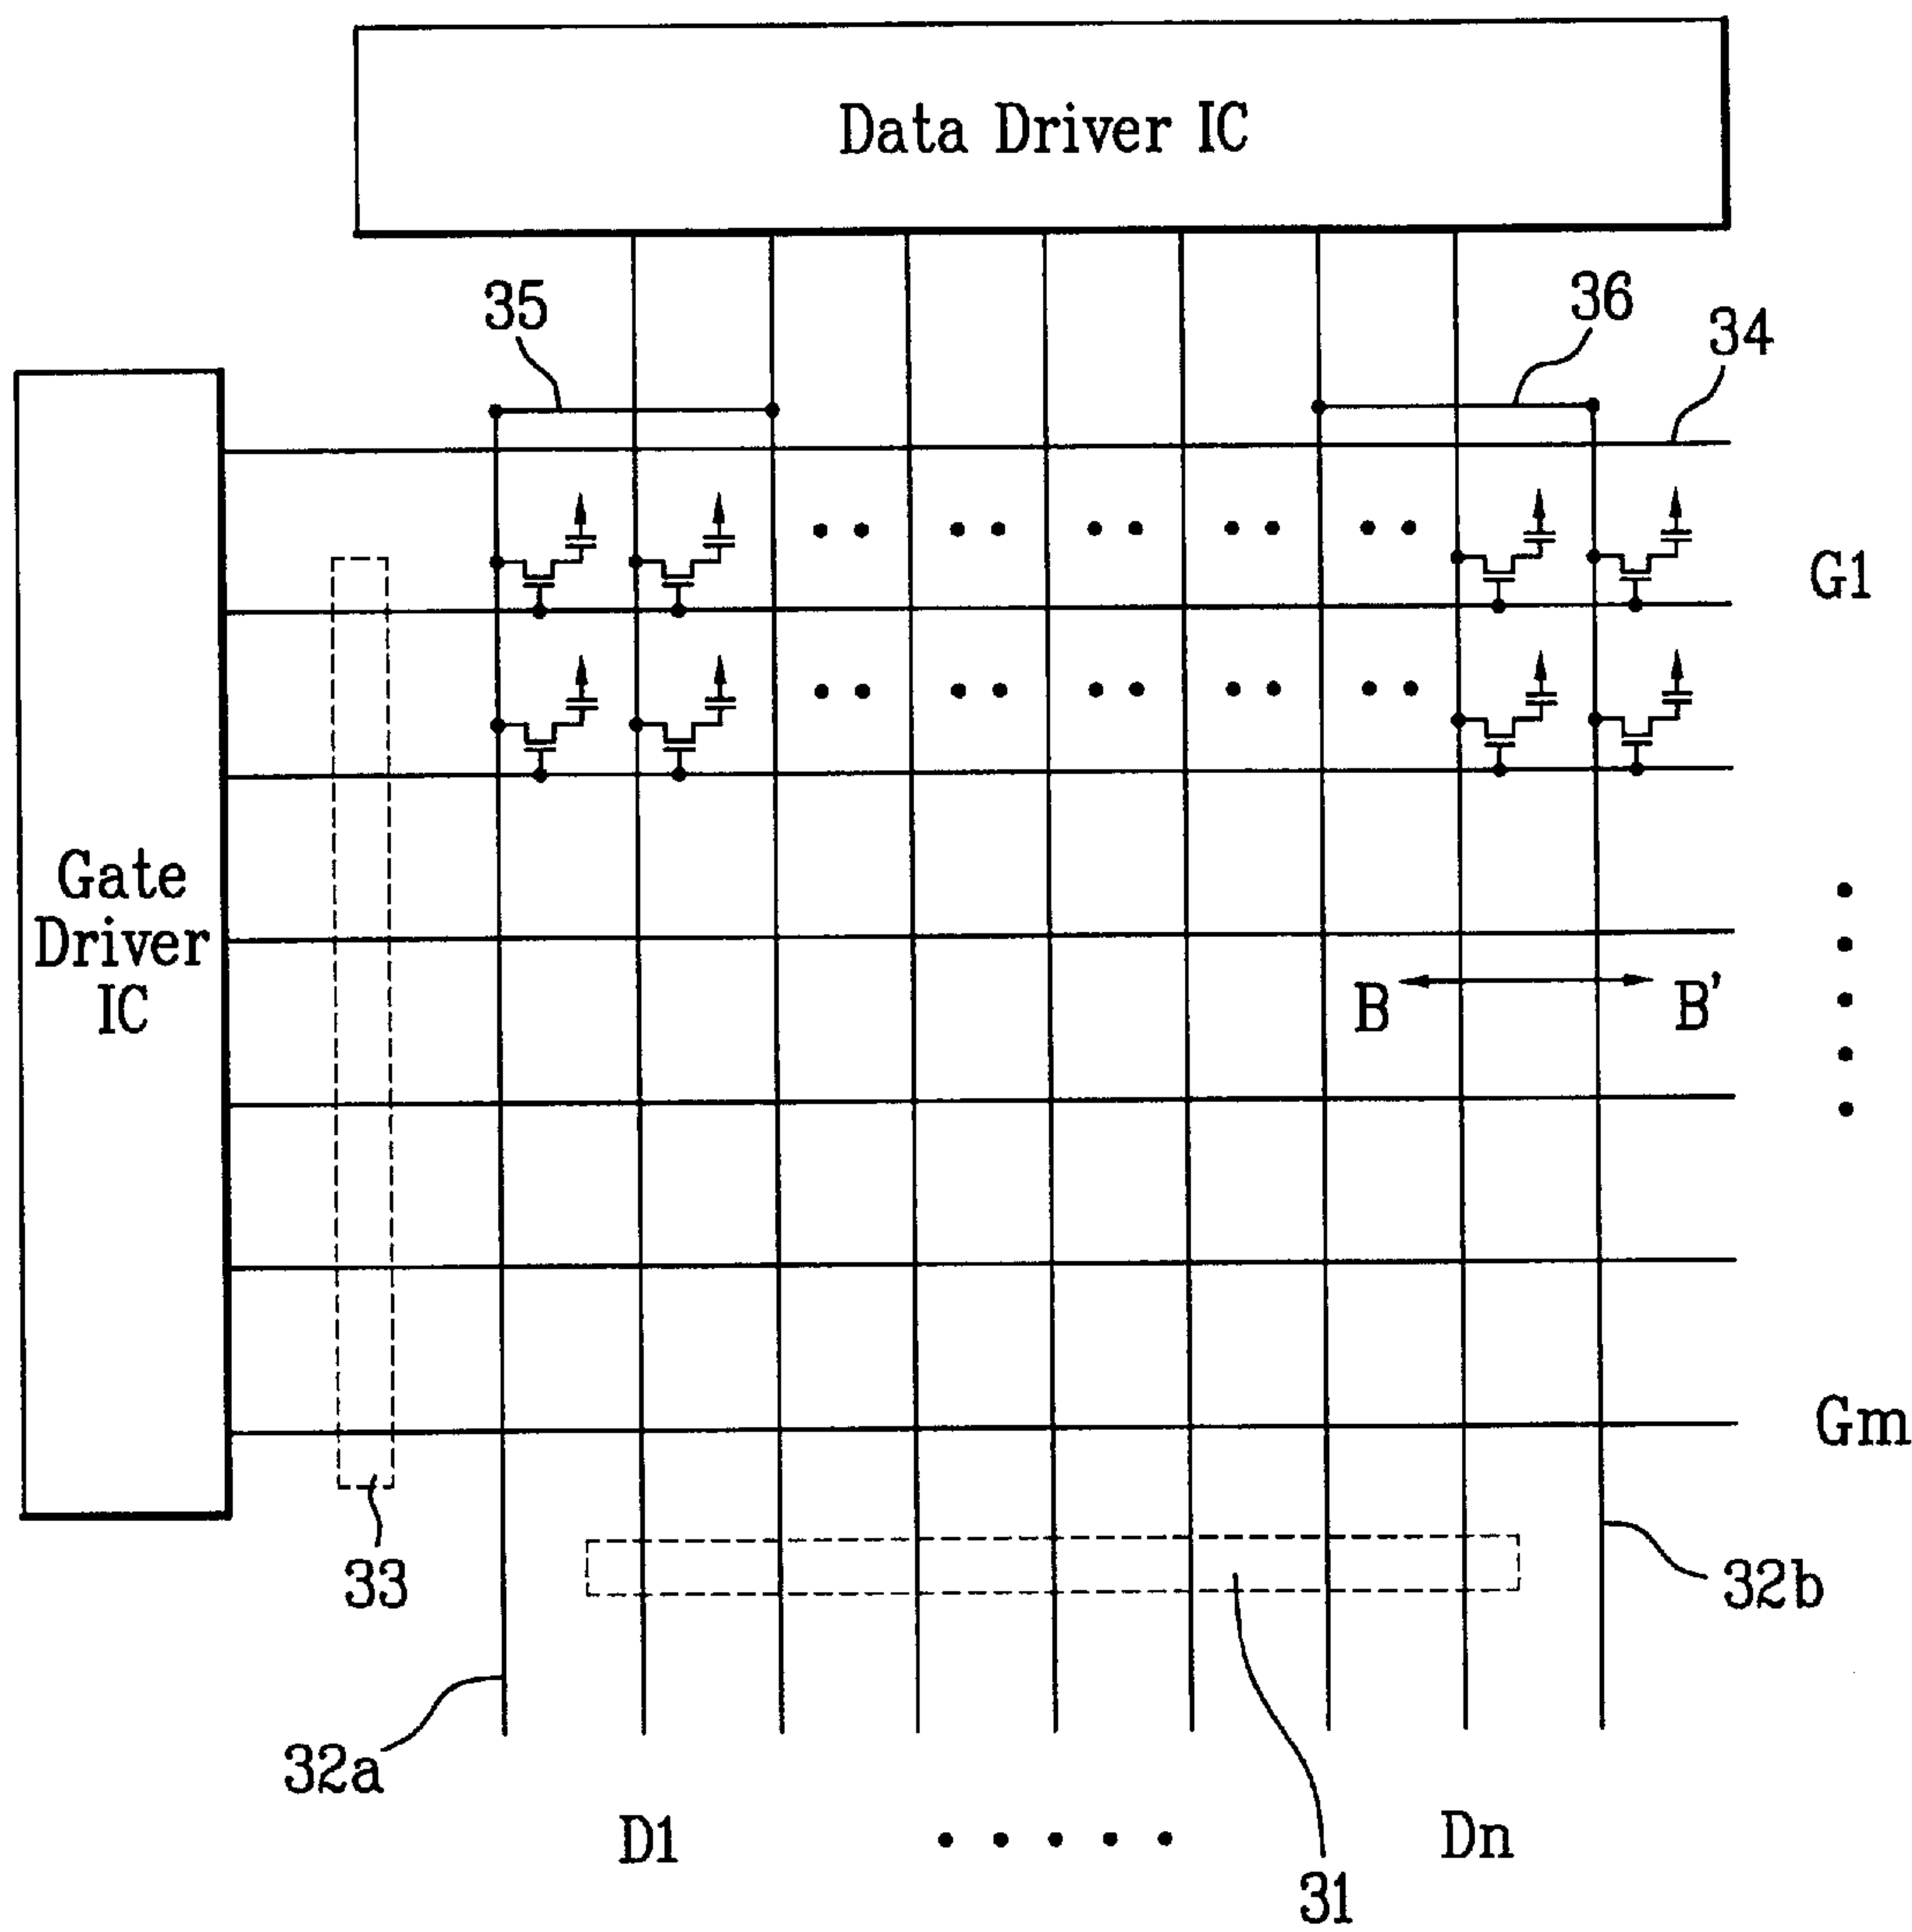 Data Driver IC
35
36
34
G1
Gate
Driver
IC
B
B'
Gm
33
32b
32a
D1
Dn
31